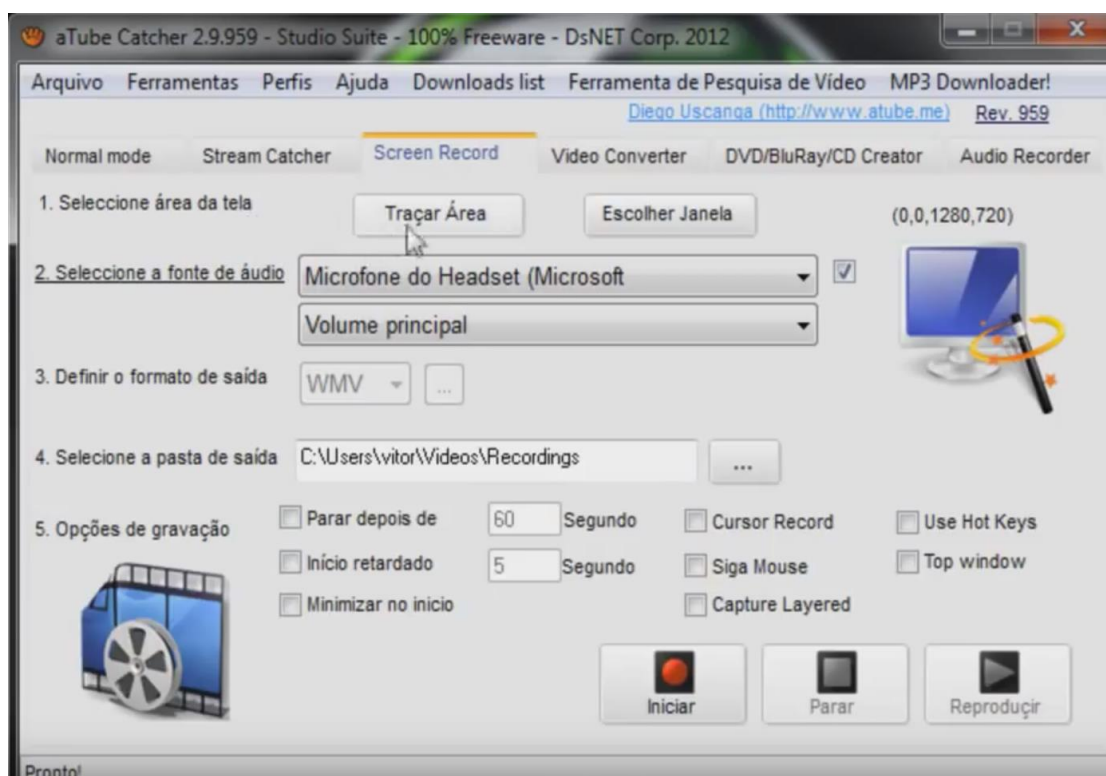 aTube Catcher 2.9.959 - Studio Suite - 100% Freeware - DsNET Corp. 2012
Arquivo Ferramentas Perfis Ajuda Downloads list Ferramenta de Pesquisa de Vídeo MP3 Downloader!
Diego Uscanga (http://www.atube.me) Rev. 959
Normal mode Stream Catcher Screen Record Video Converter DVD/BluRay/CD Creator Audio Recorder
1. Seleccione área da tela Traçar Área Escolher Janela (0,0,1280,720)
2. Seleccione a fonte de áudio Microfone do Headset (Microsoft
Volume principal
3. Definir o formato de saída WMV ...
4. Selecione a pasta de saída C:\Users\vitor\Videos\Recordings ...
5. Opções de gravação Parar depois de 60 Segundo Cursor Record Use Hot Keys
Início retardado 5 Segundo Siga Mouse Top window
Minimizar no inicio Capture Layered
Iniciar Parar Reproduçir
Pronto!